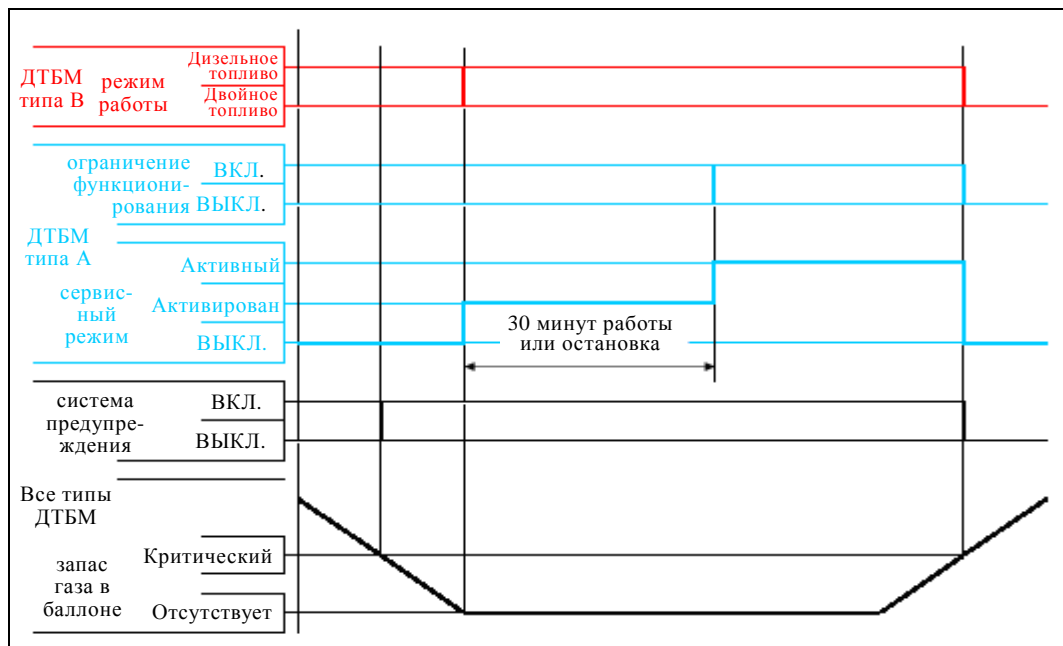 ДТБМ
типа В
режим
работы
Дизельное
топливо
Двойное
топливо
ограничение
функциони-
рования
ВКЛ.
ВЫКЛ.
ДТБМ
типа А
сервис-
ный
режим
Активный
Активирован
ВЫКЛ.
30 минут работы
или остановка
система
предупре-
ждения
ВКЛ.
ВЫКЛ.
Все типы
ДТБМ
запас
газа в
баллоне
Критический
Отсутствует